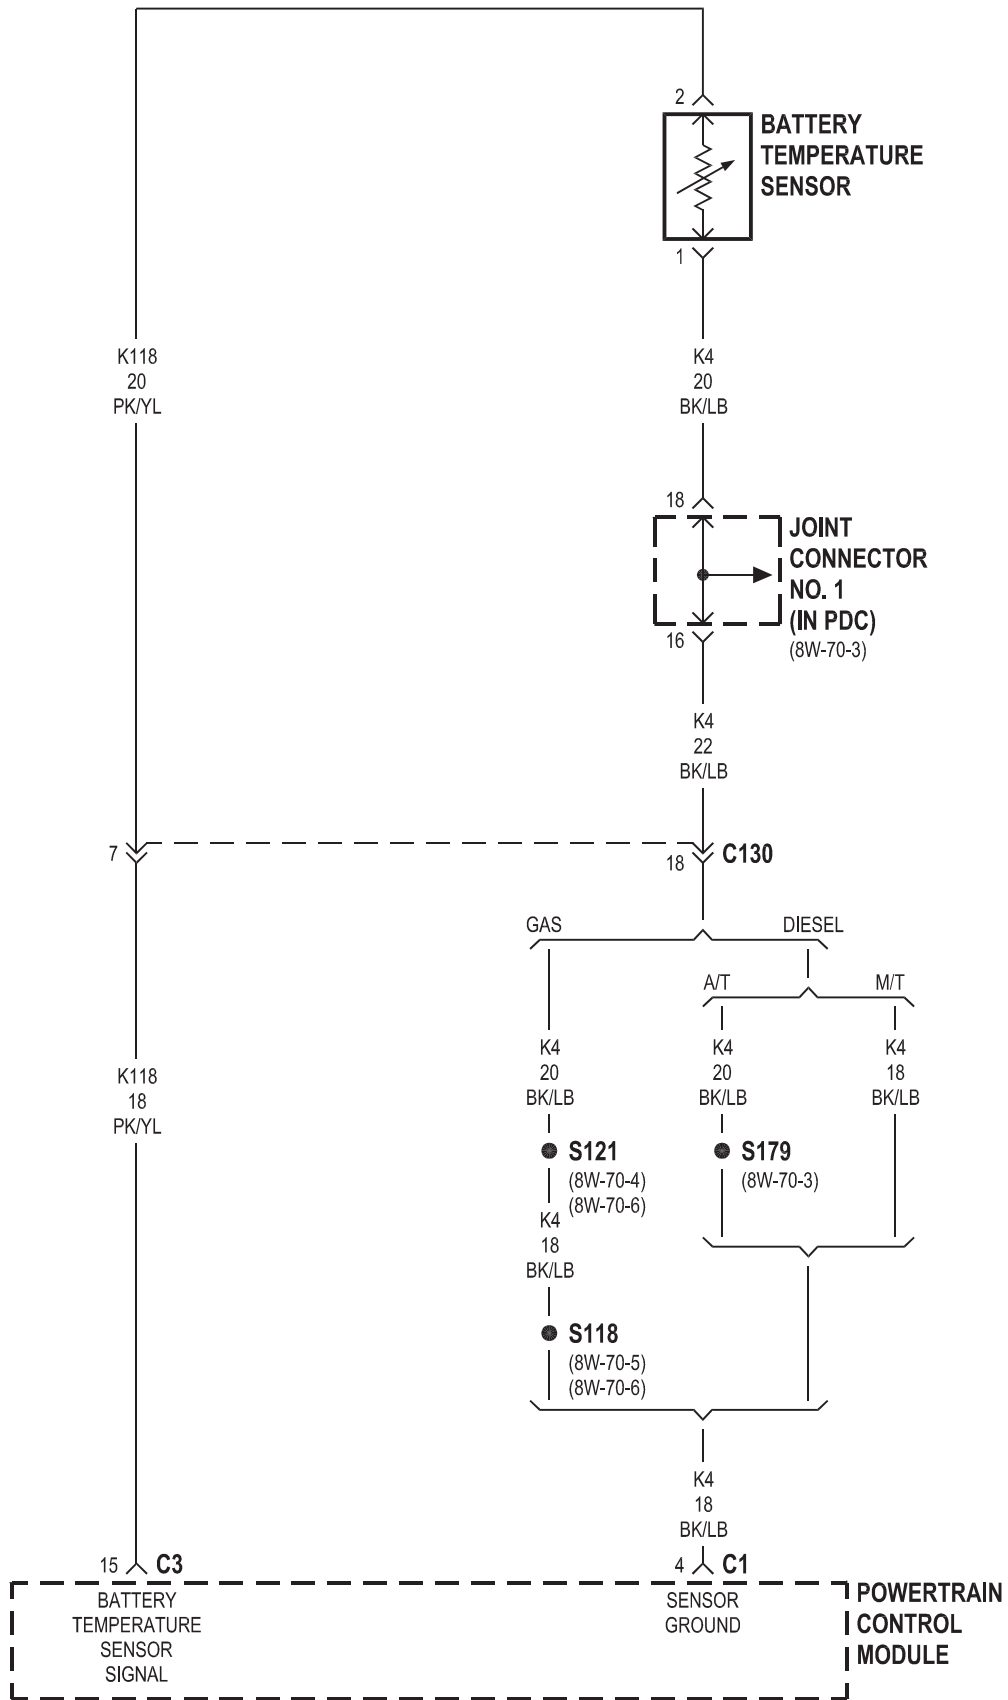 2
BATTERY
TEMPERATURE
SENSOR
1
K118
20
PK/YL
K4
20
BK/LB
18
JOINT
CONNECTOR
NO. 1
(IN PDC)
(8W-70-3)
16
K4
22
BK/LB
7
18
C130
GAS
DIESEL
A/T
M/T
K4
20
BK/LB
K4
20
BK/LB
K4
18
BK/LB
K118
18
PK/YL
S121
(8W-70-4)
(8W-70-6)
S179
(8W-70-3)
K4
18
BK/LB
S118
(8W-70-5)
(8W-70-6)
K4
18
BK/LB
15
C3
4
C1
BATTERY
TEMPERATURE
SENSOR
SIGNAL
SENSOR
GROUND
POWERTRAIN
CONTROL
MODULE